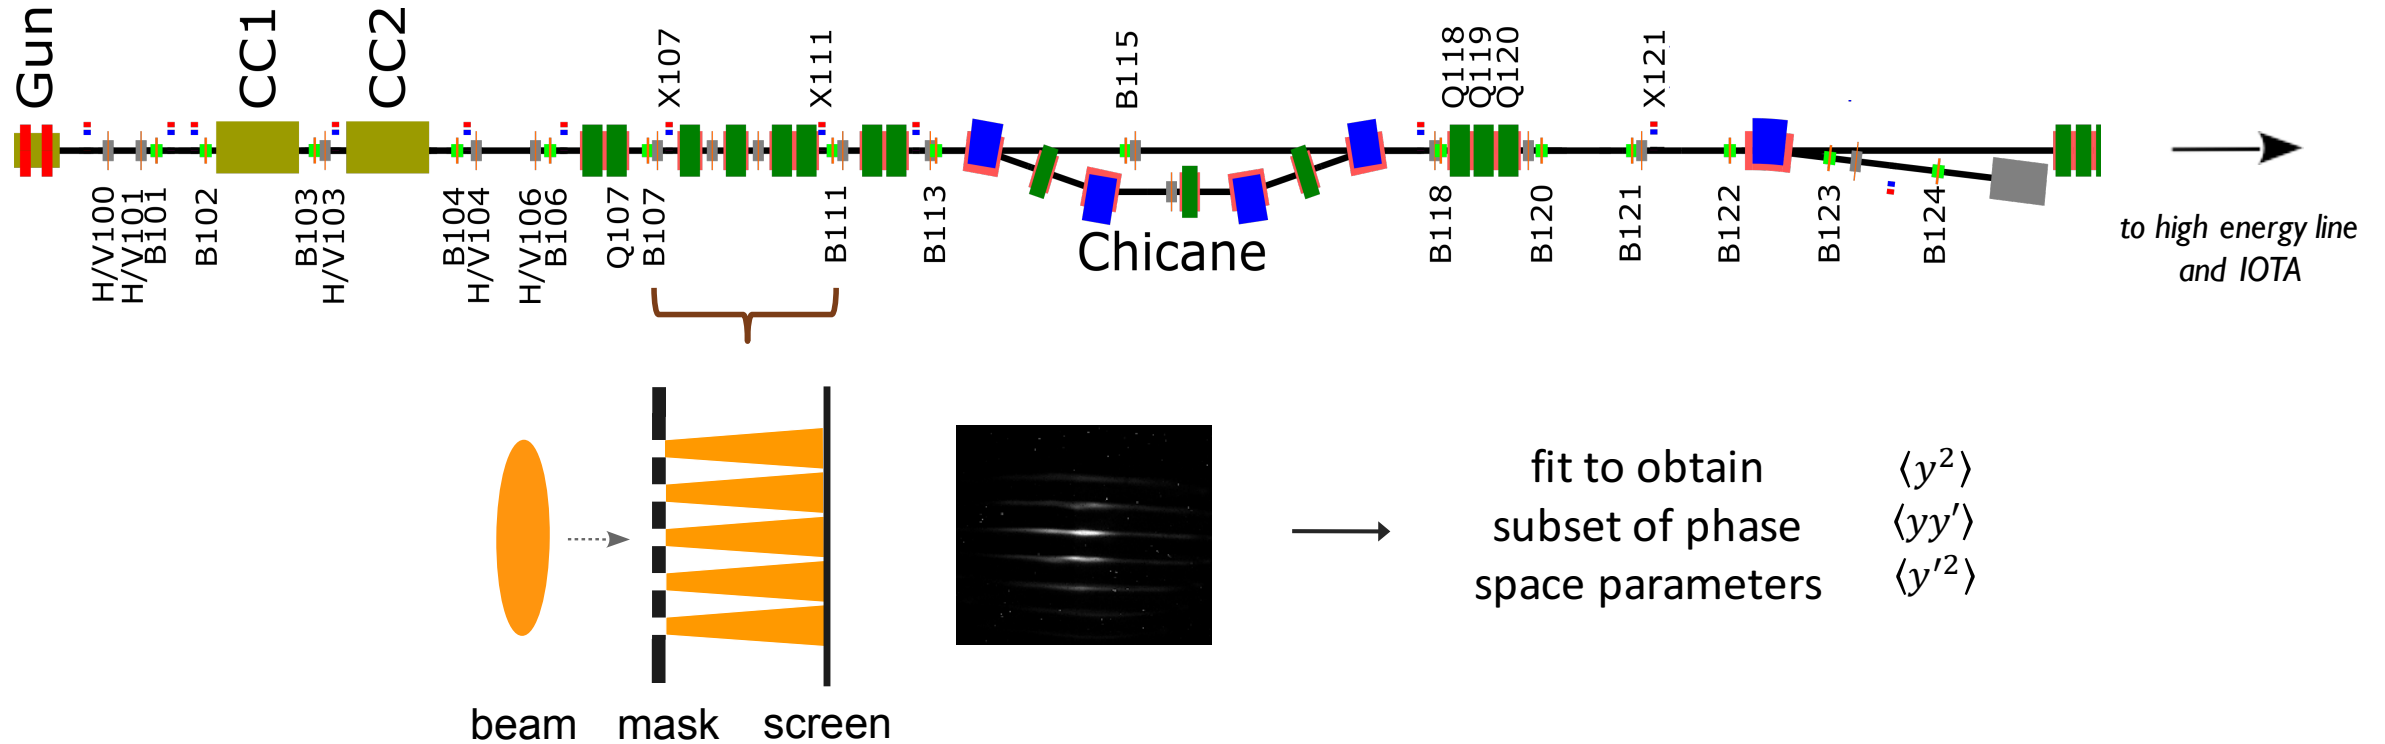 Gun
CC1
CC2
X107
X111
B115
Q118
Q119
Q120
X121
H/V100
H/V101
B101
B102
B103
H/V103
B104
H/V104
H/V106
B106
Q107
B107
B111
B113
Chicane
B118
B120
B121
B122
B123
B124
to high energy line
and IOTA
fit to obtain
subset of phase
space parameters
⟨y²⟩
⟨yy′⟩
⟨y′²⟩
beam
mask
screen